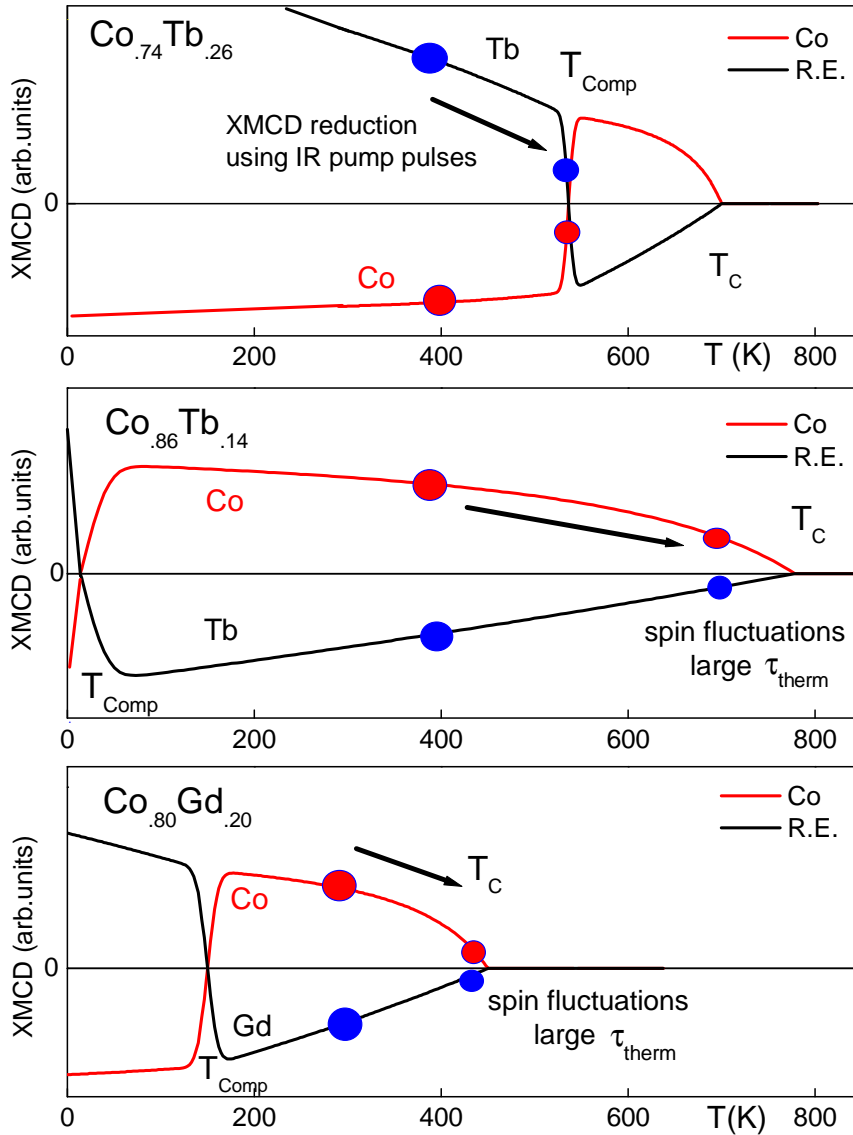 Co.74Tb.26
Tb
Co
R.E.
TComp
XMCD reduction
using IR pump pulses
XMCD (arb.units)
0
Co
TC
0 200 400 600 800
T (K)
Co.86Tb.14
Co
R.E.
XMCD (arb.units)
Co
TC
0
Tb
spin fluctuations
large τtherm
TComp
0 200 400 600 800
Co.80Gd.20
Co
R.E.
TC
XMCD (arb.units)
Co
0
Gd
spin fluctuations
large τtherm
TComp
0 200 400 600 800
T(K)